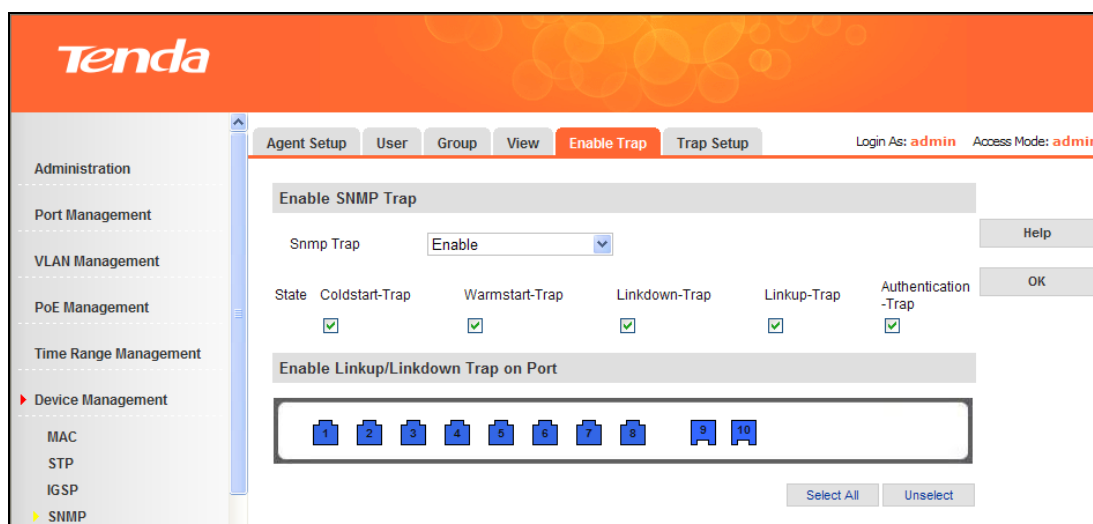 Tenda
Agent Setup User Group View Enable Trap Trap Setup Login As: admin Access Mode: admin
Administration
Port Management
VLAN Management
PoE Management
Time Range Management
Device Management
MAC
STP
IGSP
SNMP
Enable SNMP Trap
Snmp Trap Enable
Help
OK
State Coldstart-Trap Warmstart-Trap Linkdown-Trap Linkup-Trap Authentication
-Trap
Enable Linkup/Linkdown Trap on Port
1 2 3 4 5 6 7 8 9 10
Select All Unselect